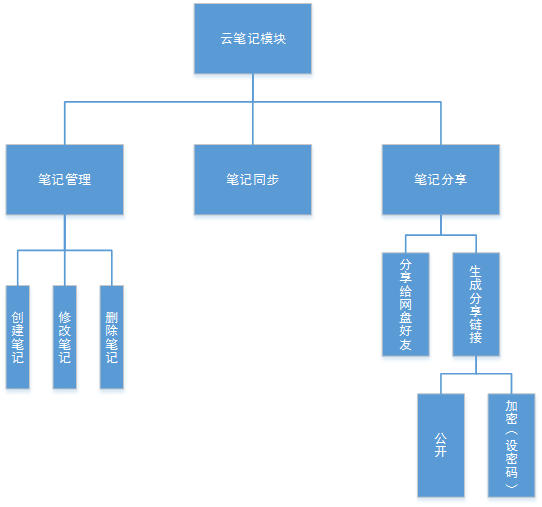 云笔记模块
笔记管理
笔记同步
笔记分享
创建笔记
修改笔记
删除笔记
分享给网盘好友
生成分享链接
公开
加密（设密码）